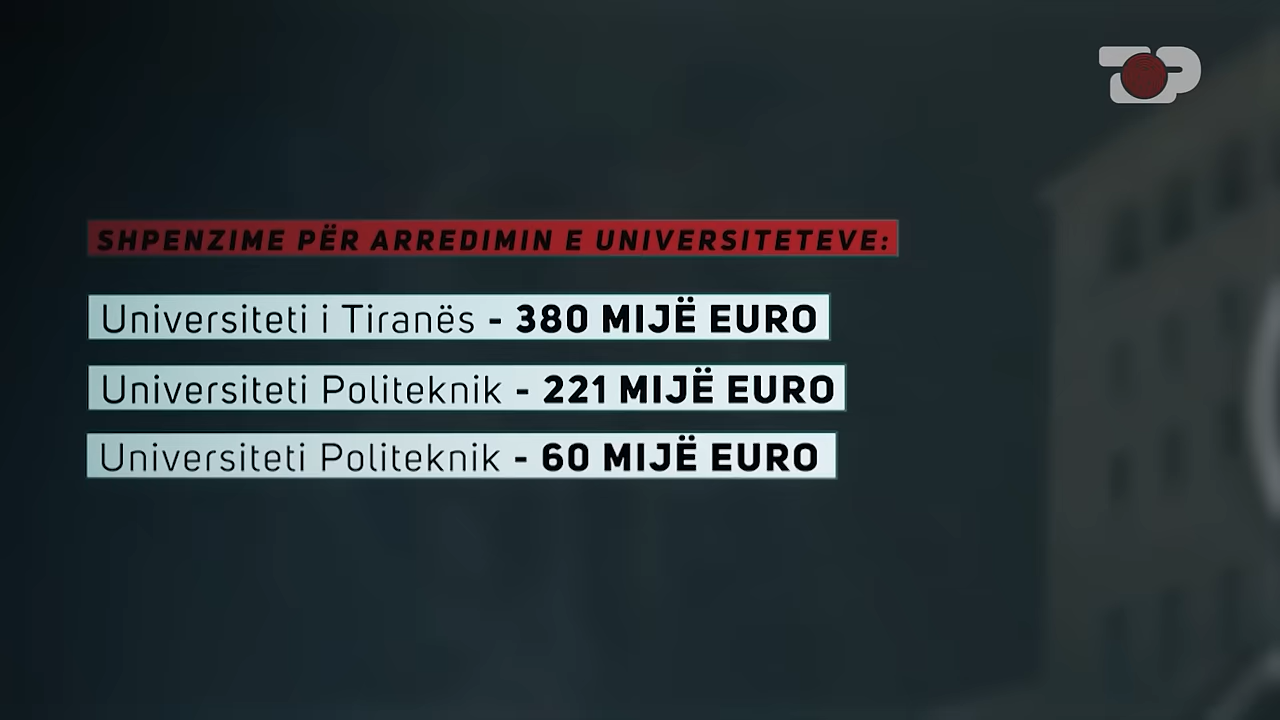 TOP
SHPENZIME PËR ARREDIMIN E UNIVERSITETEVE:
Universiteti i Tiranës - 380 MIJË EURO
Universiteti Politeknik - 221 MIJË EURO
Universiteti Politeknik - 60 MIJË EURO